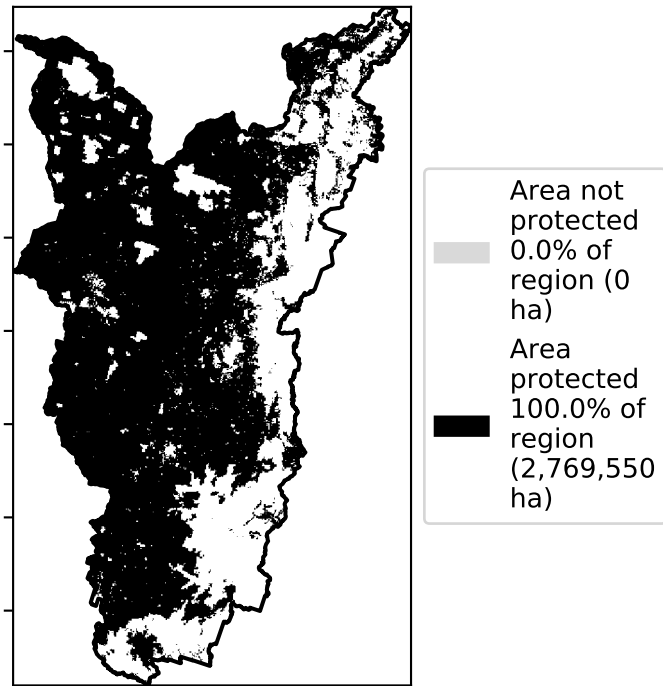 Area not
protected
0.0% of
region (0
ha)
Area
protected
100.0% of
region
(2,769,550
ha)